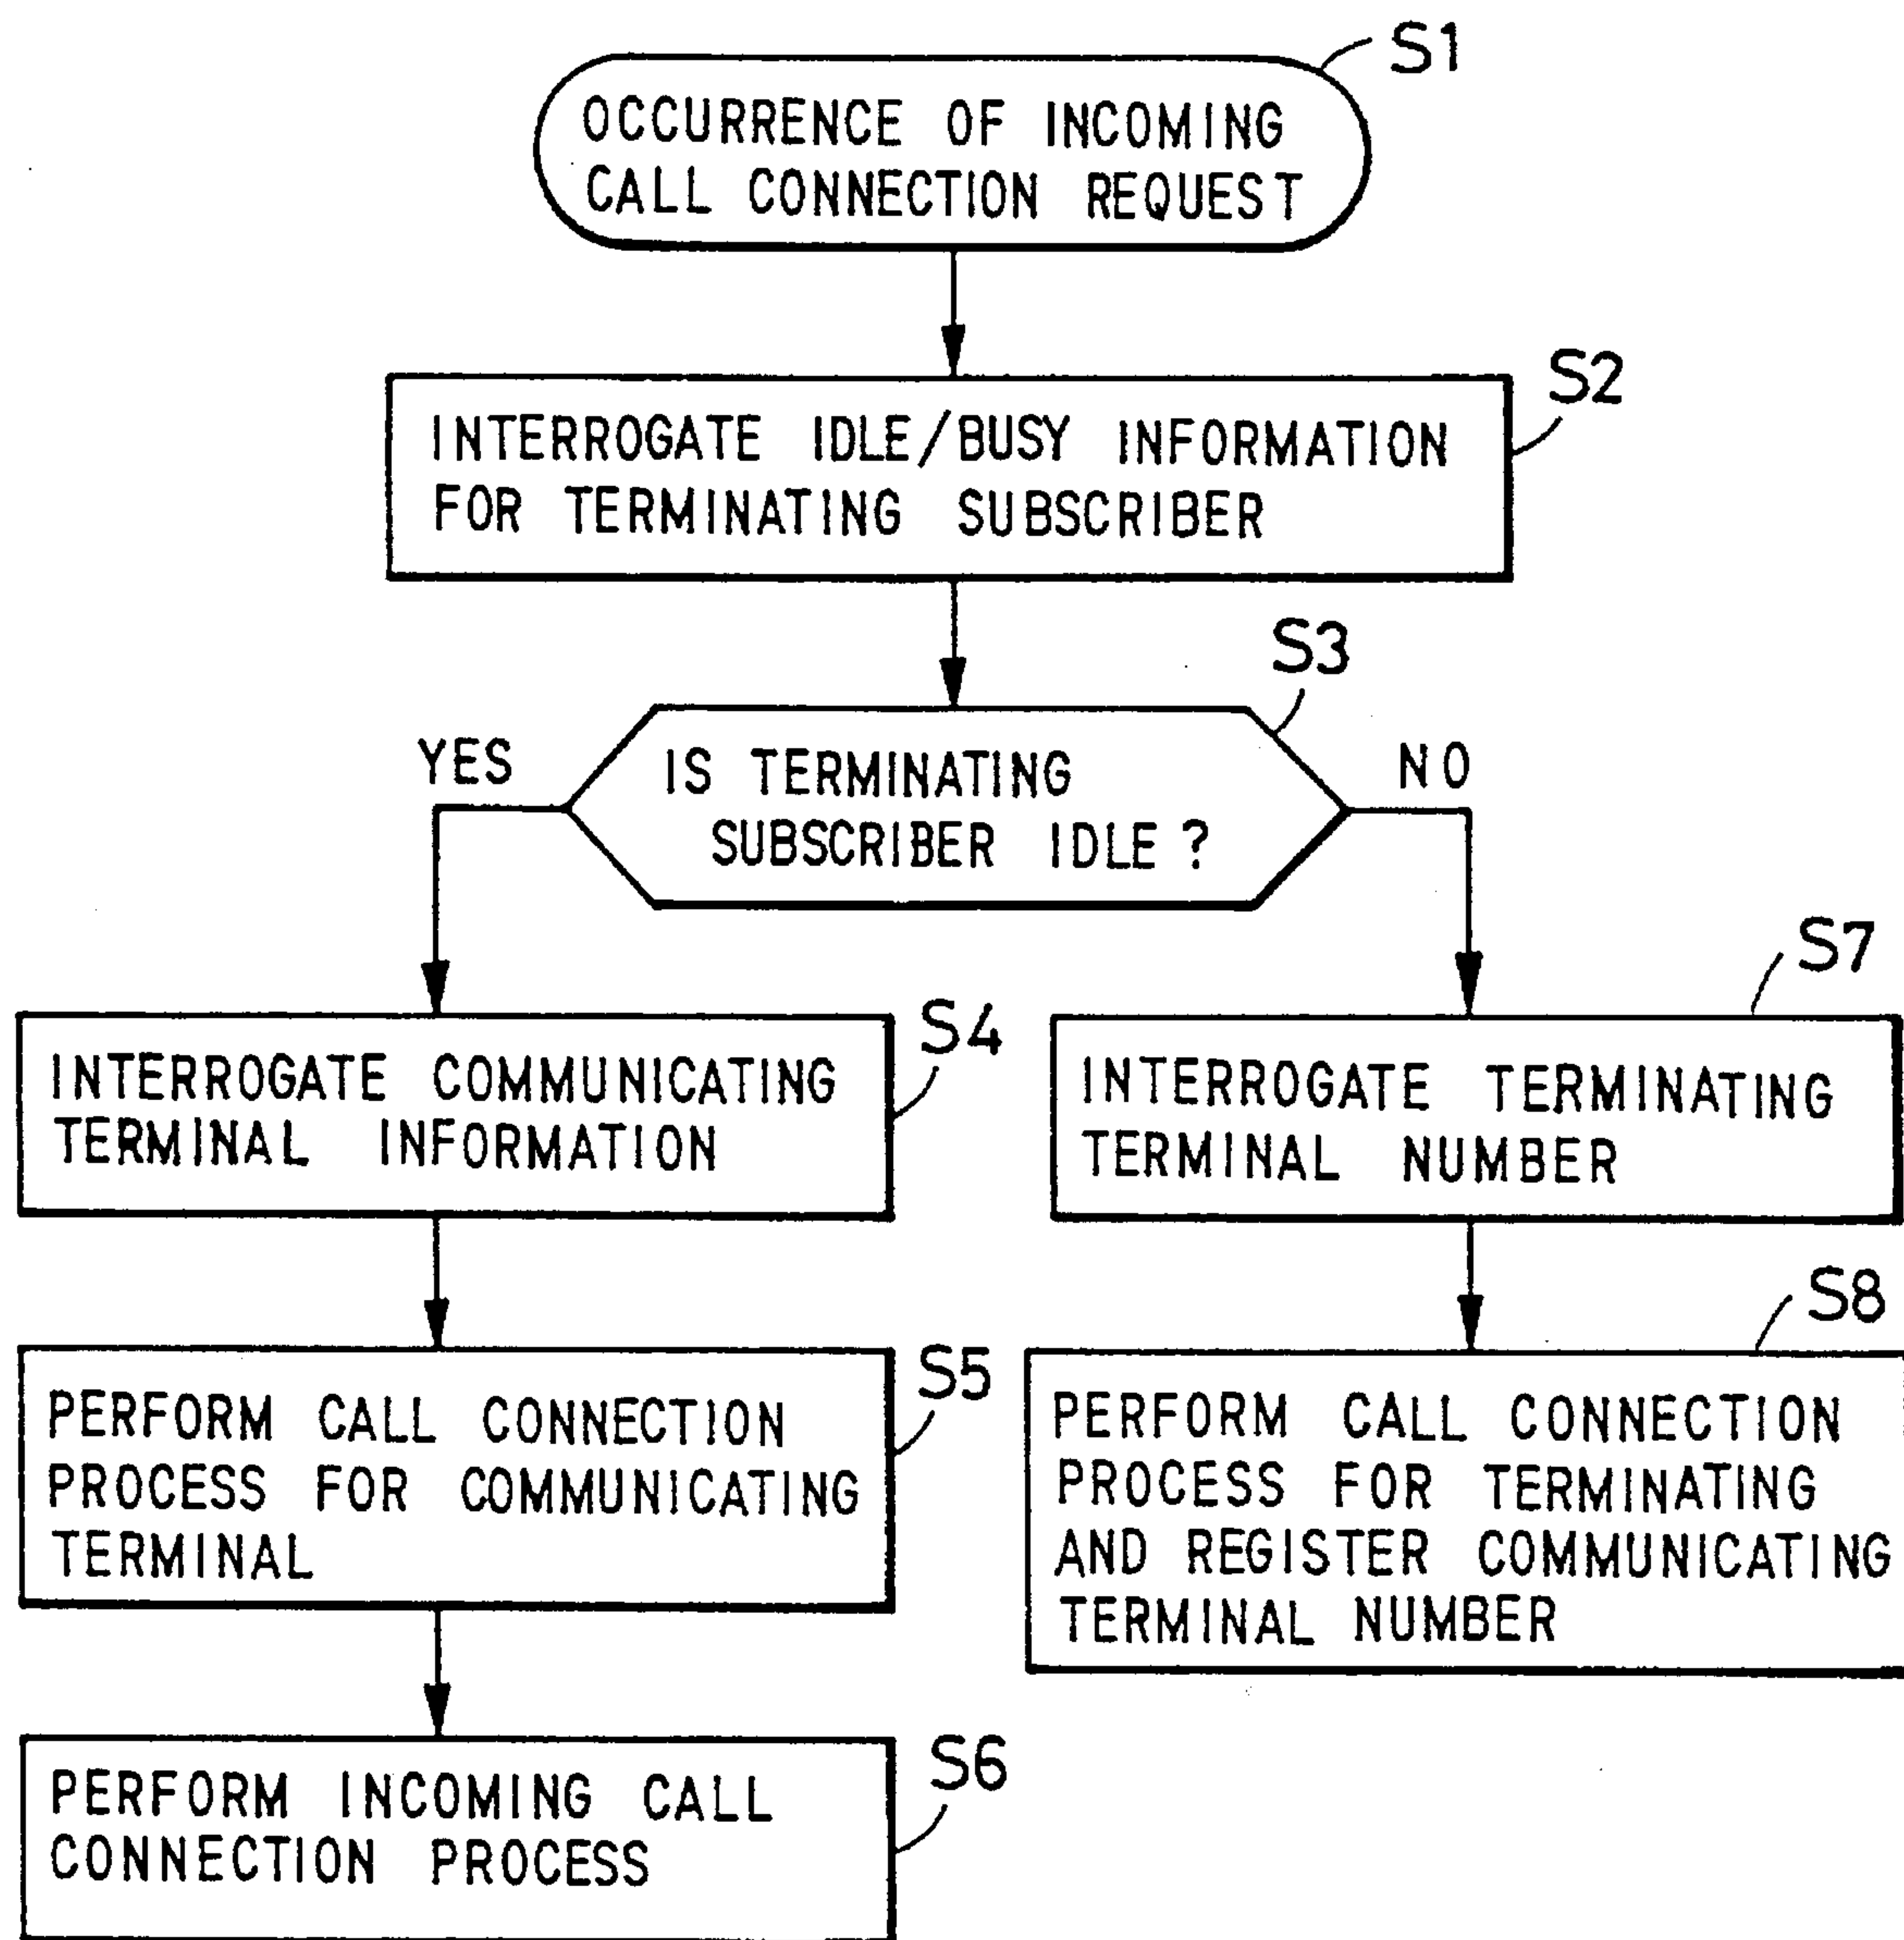 S1
OCCURRENCE OF INCOMING
CALL CONNECTION REQUEST
S2
INTERROGATE IDLE/BUSY INFORMATION
FOR TERMINATING SUBSCRIBER
S3
YES
IS TERMINATING
SUBSCRIBER IDLE?
NO
S4
INTERROGATE COMMUNICATING
TERMINAL INFORMATION
S5
PERFORM CALL CONNECTION
PROCESS FOR COMMUNICATING
TERMINAL
S6
PERFORM INCOMING CALL
CONNECTION PROCESS
S7
INTERROGATE TERMINATING
TERMINAL NUMBER
S8
PERFORM CALL CONNECTION
PROCESS FOR TERMINATING
AND REGISTER COMMUNICATING
TERMINAL NUMBER